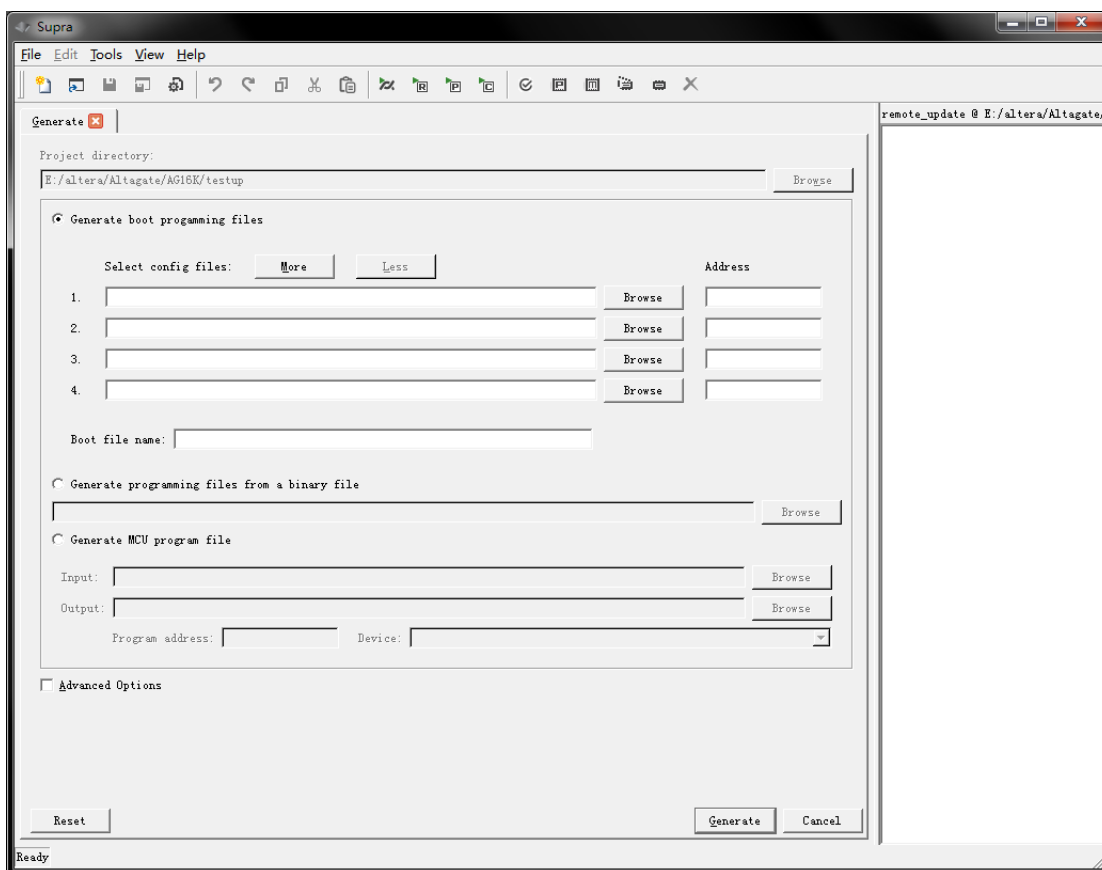 Supra
File Edit Tools View Help
Generate
remote_update @ E:/altera/Altagate/
Project directory:
E:/altera/Altagate/AG16K/testup Browse
Generate boot progamming files
Select config files: More Less Address
1. Browse
2. Browse
3. Browse
4. Browse
Boot file name:
Generate programming files from a binary file
Browse
Generate MCU program file
Input: Browse
Output: Browse
Program address: Device:
Advanced Options
Reset Generate Cancel
Ready